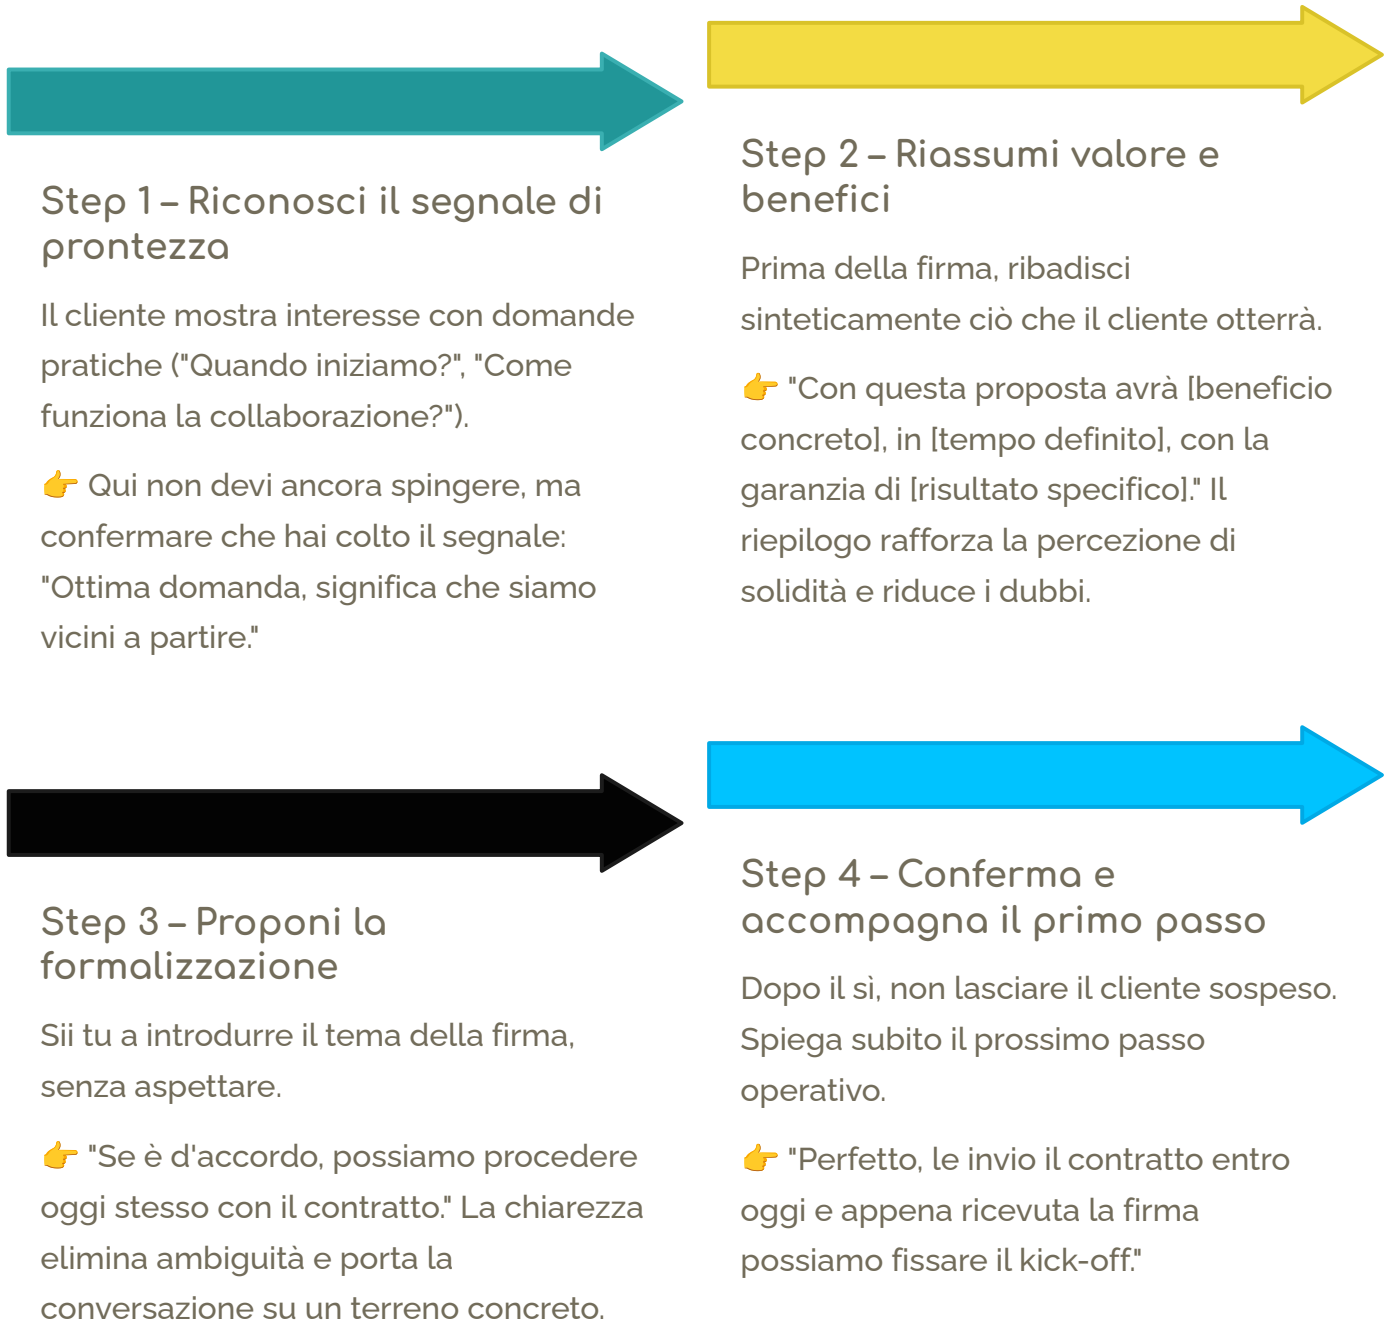 Step 1 – Riconosci il segnale di
prontezza
Il cliente mostra interesse con domande
pratiche ("Quando iniziamo?", "Come
funziona la collaborazione?").
👉 Qui non devi ancora spingere, ma
confermare che hai colto il segnale:
"Ottima domanda, significa che siamo
vicini a partire."
Step 2 – Riassumi valore e
benefici
Prima della firma, ribadisci
sinteticamente ciò che il cliente otterrà.
👉 "Con questa proposta avrà [beneficio
concreto], in [tempo definito], con la
garanzia di [risultato specifico]." Il
riepilogo rafforza la percezione di
solidità e riduce i dubbi.
Step 3 – Proponi la
formalizzazione
Sii tu a introdurre il tema della firma,
senza aspettare.
👉 "Se è d'accordo, possiamo procedere
oggi stesso con il contratto." La chiarezza
elimina ambiguità e porta la
conversazione su un terreno concreto.
Step 4 – Conferma e
accompagna il primo passo
Dopo il sì, non lasciare il cliente sospeso.
Spiega subito il prossimo passo
operativo.
👉 "Perfetto, le invio il contratto entro
oggi e appena ricevuta la firma
possiamo fissare il kick-off."